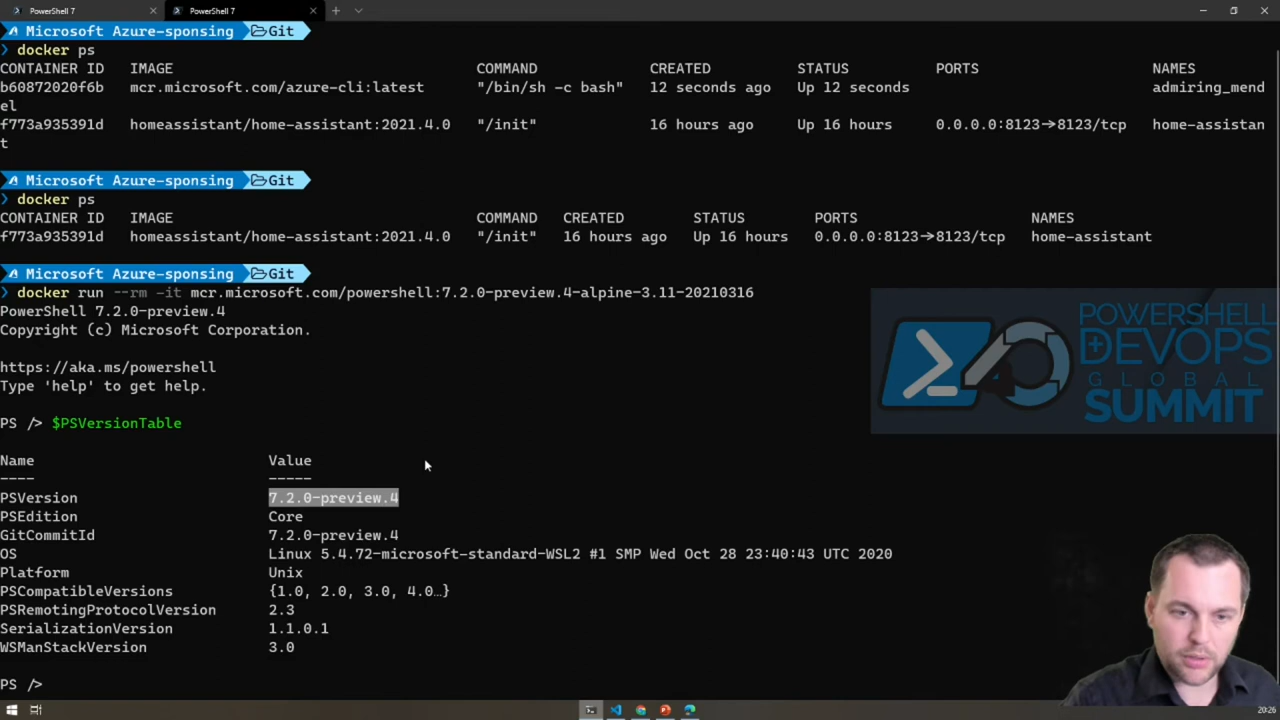 PowerShell 7
PowerShell 7
Microsoft Azure-sponsing Git
❯ docker ps
CONTAINER ID IMAGE COMMAND CREATED STATUS PORTS NAMES
b60872020f6b mcr.microsoft.com/azure-cli:latest "/bin/sh -c bash" 12 seconds ago Up 12 seconds admiring_mend
el
f773a935391d homeassistant/home-assistant:2021.4.0 "/init" 16 hours ago Up 16 hours 0.0.0.0:8123->8123/tcp home-assistan
t
Microsoft Azure-sponsing Git
❯ docker ps
CONTAINER ID IMAGE COMMAND CREATED STATUS PORTS NAMES
f773a935391d homeassistant/home-assistant:2021.4.0 "/init" 16 hours ago Up 16 hours 0.0.0.0:8123->8123/tcp home-assistant
Microsoft Azure-sponsing Git
❯ docker run --rm -it mcr.microsoft.com/powershell:7.2.0-preview.4-alpine-3.11-20210316
PowerShell 7.2.0-preview.4
Copyright (c) Microsoft Corporation.
https://aka.ms/powershell
Type 'help' to get help.
PS /> $PSVersionTable
Name Value
---- -----
PSVersion 7.2.0-preview.4
PSEdition Core
GitCommitId 7.2.0-preview.4
OS Linux 5.4.72-microsoft-standard-WSL2 #1 SMP Wed Oct 28 23:40:43 UTC 2020
Platform Unix
PSCompatibleVersions {1.0, 2.0, 3.0, 4.0…}
PSRemotingProtocolVersion 2.3
SerializationVersion 1.1.0.1
WSManStackVersion 3.0
PS />
POWERSHELL
+ DEVOPS
GLOBAL
SUMMIT
20:26